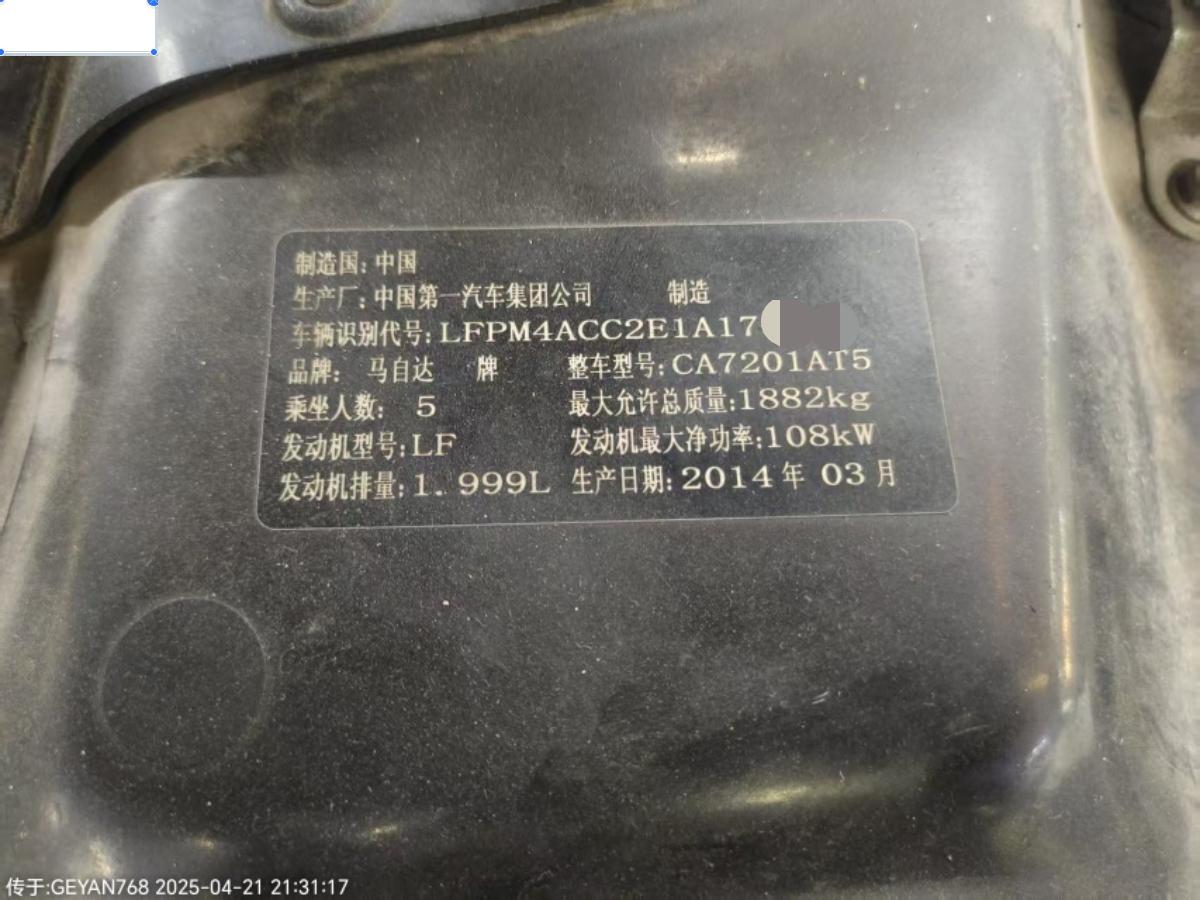 制造国：中国
生产厂：中国第一汽车集团公司 制造
车辆识别代号：LFPM4ACC2E1A17
品牌： 马自达 牌 整车型号：CA7201AT5
乘坐人数： 5 最大允许总质量：1882kg
发动机型号：LF 发动机最大净功率：108kW
发动机排量：1．999L 生产日期：2014年 03月
传于:GEYAN768 2025-04-21 21:31:17